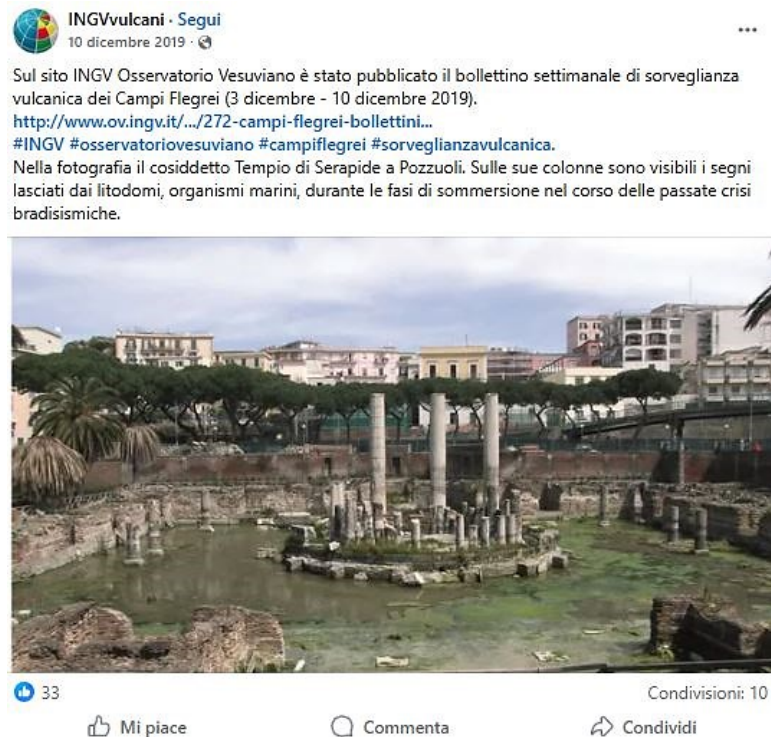 INGVvulcani · Segui
10 dicembre 2019 ·
Sul sito INGV Osservatorio Vesuviano è stato pubblicato il bollettino settimanale di sorveglianza
vulcanica dei Campi Flegrei (3 dicembre - 10 dicembre 2019).
http://www.ov.ingv.it/.../272-campi-flegrei-bollettini...
#INGV #osservatoriovesuviano #campiflegrei #sorveglianzavulcanica.
Nella fotografia il cosiddetto Tempio di Serapide a Pozzuoli. Sulle sue colonne sono visibili i segni
lasciati dai litodomi, organismi marini, durante le fasi di sommersione nel corso delle passate crisi
bradisismiche.
33 Condivisioni: 10
Mi piace Commenta Condividi